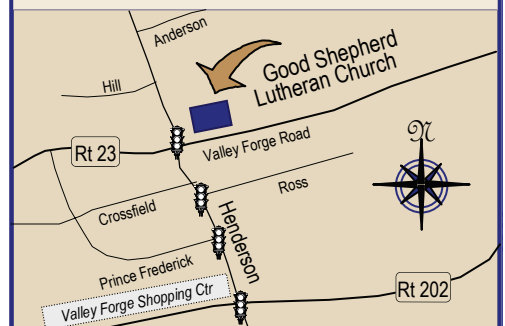 Anderson
Good Shepherd
Lutheran Church
Hill
N
Rt 23
Valley Forge Road
Ross
Crossfield
Henderson
Prince Frederick
Valley Forge Shopping Ctr
Rt 202